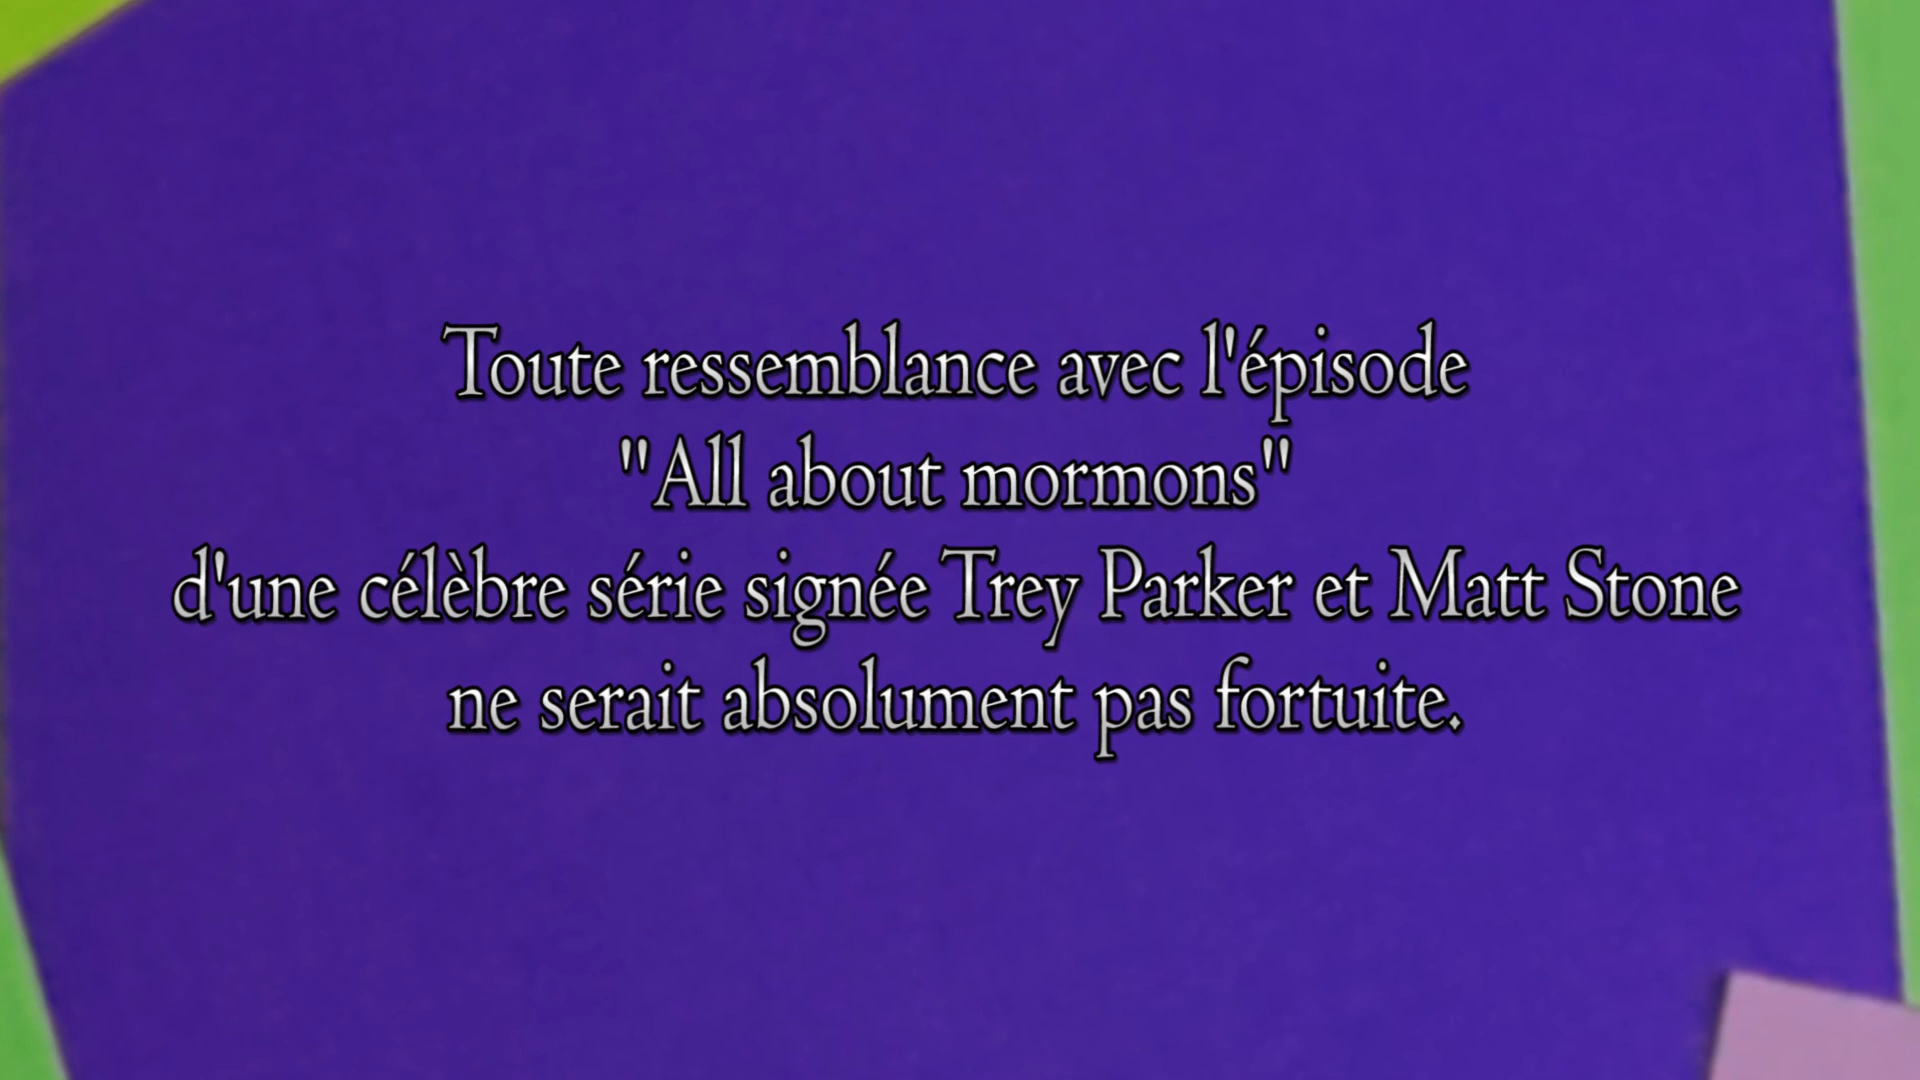 Toute ressemblance avec l'épisode
"All about mormons"
d'une célèbre série signée Trey Parker et Matt Stone
ne serait absolument pas fortuite.